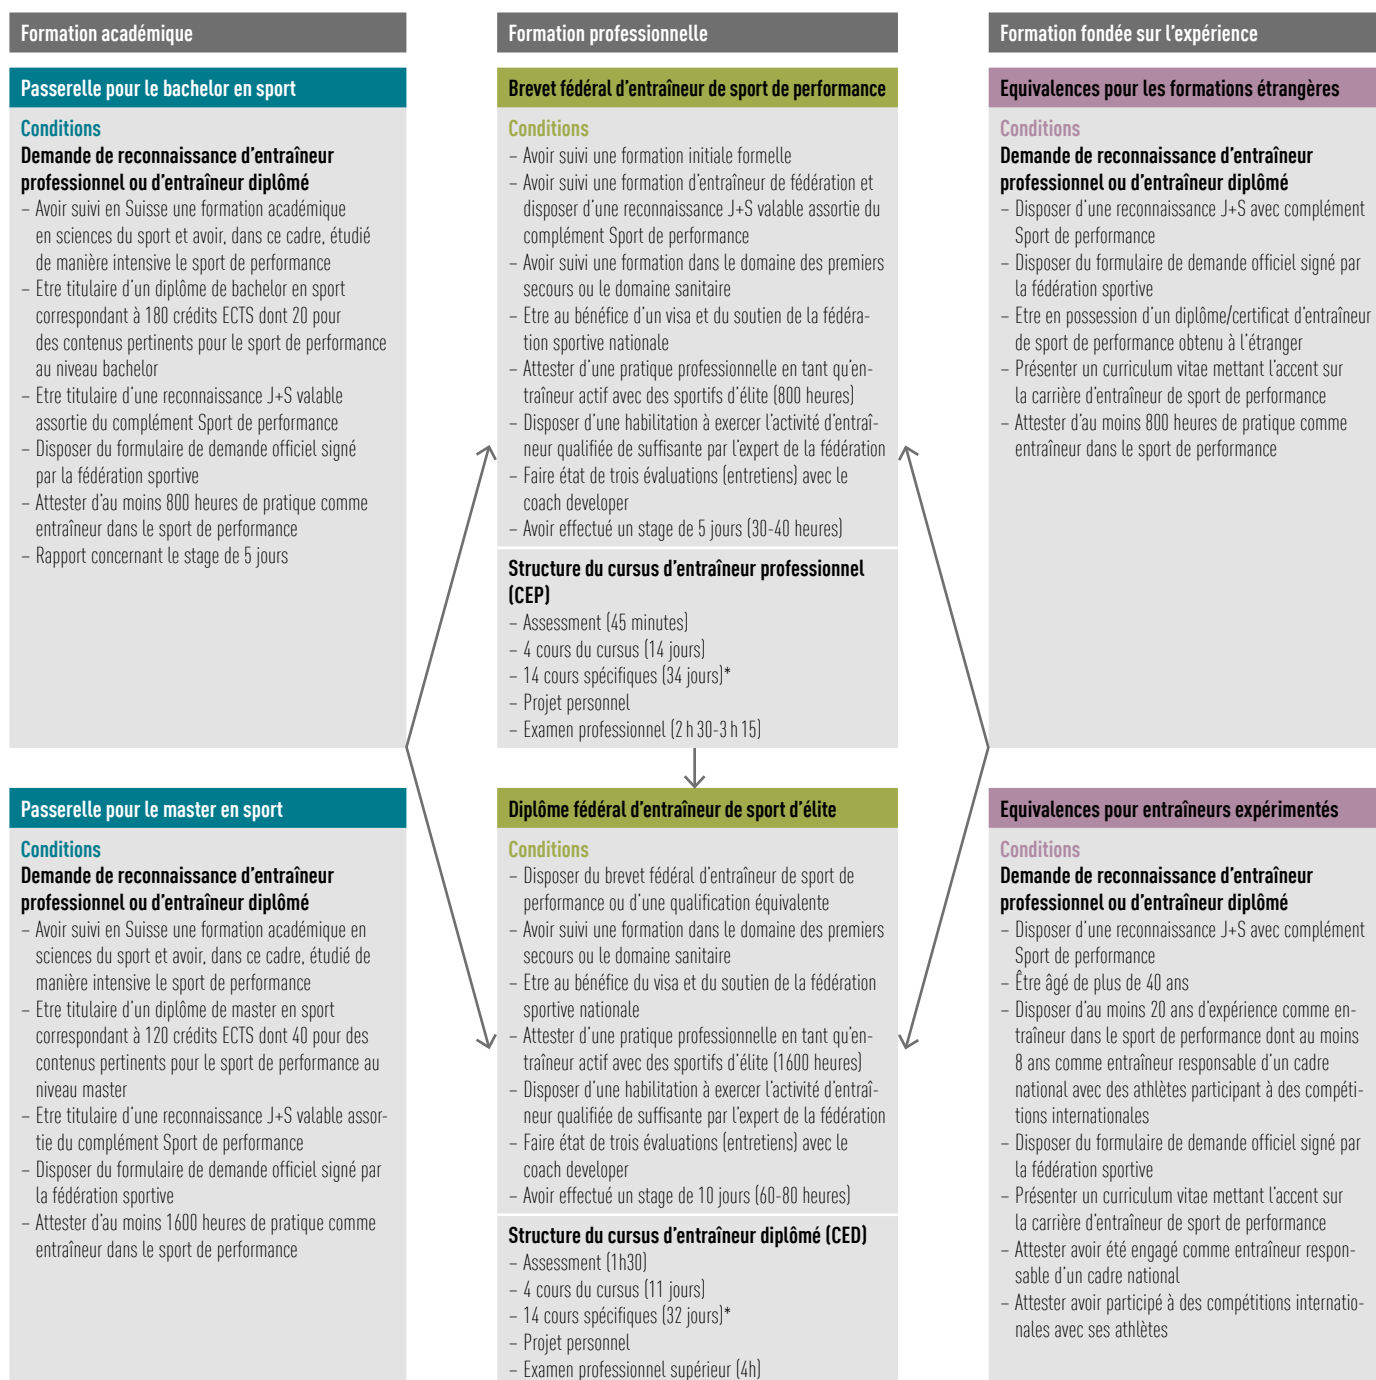 Formation académique
Passerelle pour le bachelor en sport
Conditions
Demande de reconnaissance d'entraîneur
professionnel ou d'entraîneur diplômé
– Avoir suivi en Suisse une formation académique
en sciences du sport et avoir, dans ce cadre, étudié
de manière intensive le sport de performance
– Etre titulaire d'un diplôme de bachelor en sport
correspondant à 180 crédits ECTS dont 20 pour
des contenus pertinents pour le sport de performance
au niveau bachelor
– Etre titulaire d'une reconnaissance J+S valable
assortie du complément Sport de performance
– Disposer du formulaire de demande officiel signé
par la fédération sportive
– Attester d'au moins 800 heures de pratique comme
entraîneur dans le sport de performance
– Rapport concernant le stage de 5 jours
Passerelle pour le master en sport
Conditions
Demande de reconnaissance d'entraîneur
professionnel ou d'entraîneur diplômé
– Avoir suivi en Suisse une formation académique en
sciences du sport et avoir, dans ce cadre, étudié de
manière intensive le sport de performance
– Etre titulaire d'un diplôme de master en sport
correspondant à 120 crédits ECTS dont 40 pour des
contenus pertinents pour le sport de performance au
niveau master
– Etre titulaire d'une reconnaissance J+S valable assor-
tie du complément Sport de performance
– Disposer du formulaire de demande officiel signé par
la fédération sportive
– Attester d'au moins 1600 heures de pratique comme
entraîneur dans le sport de performance
Formation professionnelle
Brevet fédéral d'entraîneur de sport de performance
Conditions
– Avoir suivi une formation initiale formelle
– Avoir suivi une formation d'entraîneur de fédération et
disposer d'une reconnaissance J+S valable assortie du
complément Sport de performance
– Avoir suivi une formation dans le domaine des premiers
secours ou le domaine sanitaire
– Etre au bénéfice d'un visa et du soutien de la fédéra-
tion sportive nationale
– Attester d'une pratique professionnelle en tant qu'en-
traîneur actif avec des sportifs d'élite (800 heures)
– Disposer d'une habilitation à exercer l'activité d'entraî-
neur qualifiée de suffisante par l'expert de la fédération
– Faire état de trois évaluations (entretiens) avec le
coach developer
– Avoir effectué un stage de 5 jours (30-40 heures)
Structure du cursus d'entraîneur professionnel
(CEP)
– Assessment (45 minutes)
– 4 cours du cursus (14 jours)
– 14 cours spécifiques (34 jours)*
– Projet personnel
– Examen professionnel (2 h 30-3 h 15)
Diplôme fédéral d'entraîneur de sport d'élite
Conditions
– Disposer du brevet fédéral d'entraîneur de sport de
performance ou d'une qualification équivalente
– Avoir suivi une formation dans le domaine des premiers
secours ou le domaine sanitaire
– Etre au bénéfice du visa et du soutien de la fédération
sportive nationale
– Attester d'une pratique professionnelle en tant qu'en-
traîneur actif avec des sportifs d'élite (1600 heures)
– Disposer d'une habilitation à exercer l'activité d'entraî-
neur qualifiée de suffisante par l'expert de la fédération
– Faire état de trois évaluations (entretiens) avec le
coach developer
– Avoir effectué un stage de 10 jours (60-80 heures)
Structure du cursus d'entraîneur diplômé (CED)
– Assessment (1h30)
– 4 cours du cursus (11 jours)
– 14 cours spécifiques (32 jours)*
– Projet personnel
– Examen professionnel supérieur (4h)
Formation fondée sur l'expérience
Equivalences pour les formations étrangères
Conditions
Demande de reconnaissance d'entraîneur
professionnel ou d'entraîneur diplômé
– Disposer d'une reconnaissance J+S avec complément
Sport de performance
– Disposer du formulaire de demande officiel signé par
la fédération sportive
– Etre en possession d'un diplôme/certificat d'entraîneur
de sport de performance obtenu à l'étranger
– Présenter un curriculum vitae mettant l'accent sur
la carrière d'entraîneur de sport de performance
– Attester d'au moins 800 heures de pratique comme
entraîneur dans le sport de performance
Equivalences pour entraîneurs expérimentés
Conditions
Demande de reconnaissance d'entraîneur
professionnel ou d'entraîneur diplômé
– Disposer d'une reconnaissance J+S avec complément
Sport de performance
– Être âgé de plus de 40 ans
– Disposer d'au moins 20 ans d'expérience comme en-
traîneur dans le sport de performance dont au moins
8 ans comme entraîneur responsable d'un cadre
national avec des athlètes participant à des compéti-
tions internationales
– Disposer du formulaire de demande officiel signé par
la fédération sportive
– Présenter un curriculum vitae mettant l'accent sur
la carrière d'entraîneur de sport de performance
– Attester avoir été engagé comme entraîneur respon-
sable d'un cadre national
– Attester avoir participé à des compétitions internatio-
nales avec ses athlètes